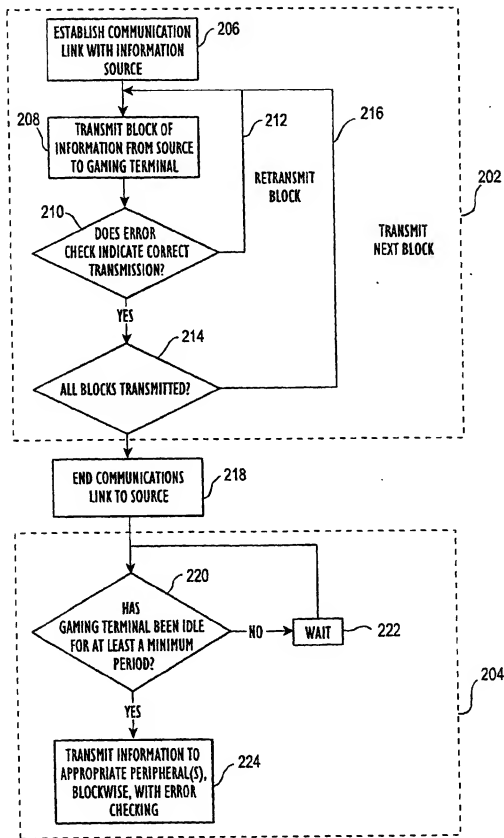 ESTABLISH COMMUNICATION
LINK WITH INFORMATION
SOURCE
206
208
TRANSMIT BLOCK OF
INFORMATION FROM SOURCE
TO GAMING TERMINAL
212
216
RETRANSMIT
BLOCK
202
TRANSMIT
NEXT BLOCK
210
DOES ERROR
CHECK INDICATE CORRECT
TRANSMISSION?
YES
214
ALL BLOCKS TRANSMITTED?
END COMMUNICATIONS
LINK TO SOURCE
218
220
HAS
GAMING TERMINAL BEEN IDLE
FOR AT LEAST A MINIMUM
PERIOD?
NO
WAIT
222
204
YES
TRANSMIT INFORMATION TO
APPROPRIATE PERIPHERAL(S),
BLOCKWISE, WITH ERROR
CHECKING
224